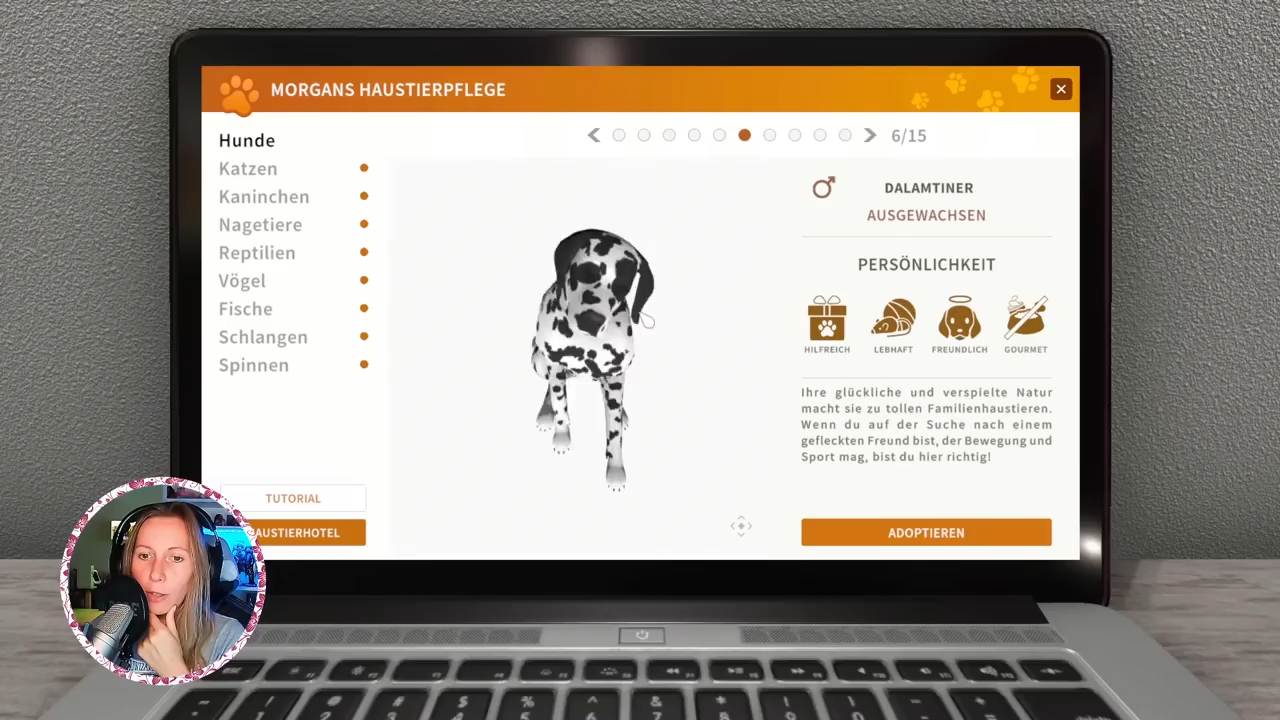 MORGANS HAUSTIERPFLEGE
Hunde
Katzen
Kaninchen
Nagetiere
Reptilien
Vögel
Fische
Schlangen
Spinnen
TUTORIAL
AUSTIERHOTEL
6/15
DALAMTINER
AUSGEWACHSEN
PERSÖNLICHKEIT
HILFREICH LEBHAFT FREUNDLICH GOURMET
Ihre glückliche und verspielte Natur
macht sie zu tollen Familienhaustieren.
Wenn du auf der Suche nach einem
gefleckten Freund bist, der Bewegung und
Sport mag, bist du hier richtig!
ADOPTIEREN